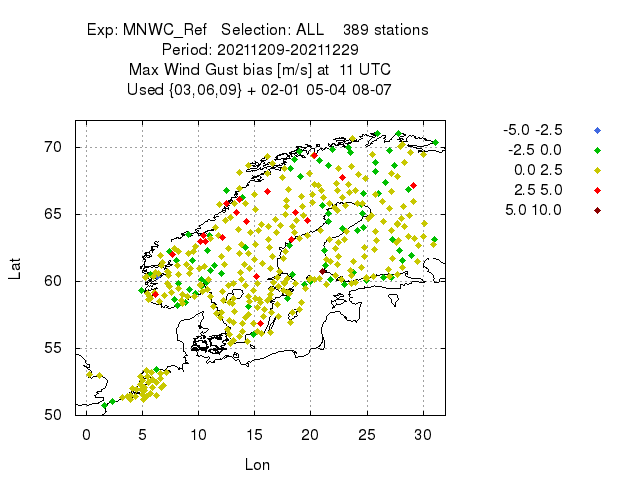 Exp: MNWC_Ref   Selection: ALL    389 stations
Period: 20211209-20211229
Max Wind Gust bias [m/s] at  11 UTC
Used {03,06,09} + 02-01 05-04 08-07
-5.0 -2.5
-2.5 0.0
0.0 2.5
2.5 5.0
5.0 10.0
70
65
60
55
50
Lat
0 5 10 15 20 25 30
Lon